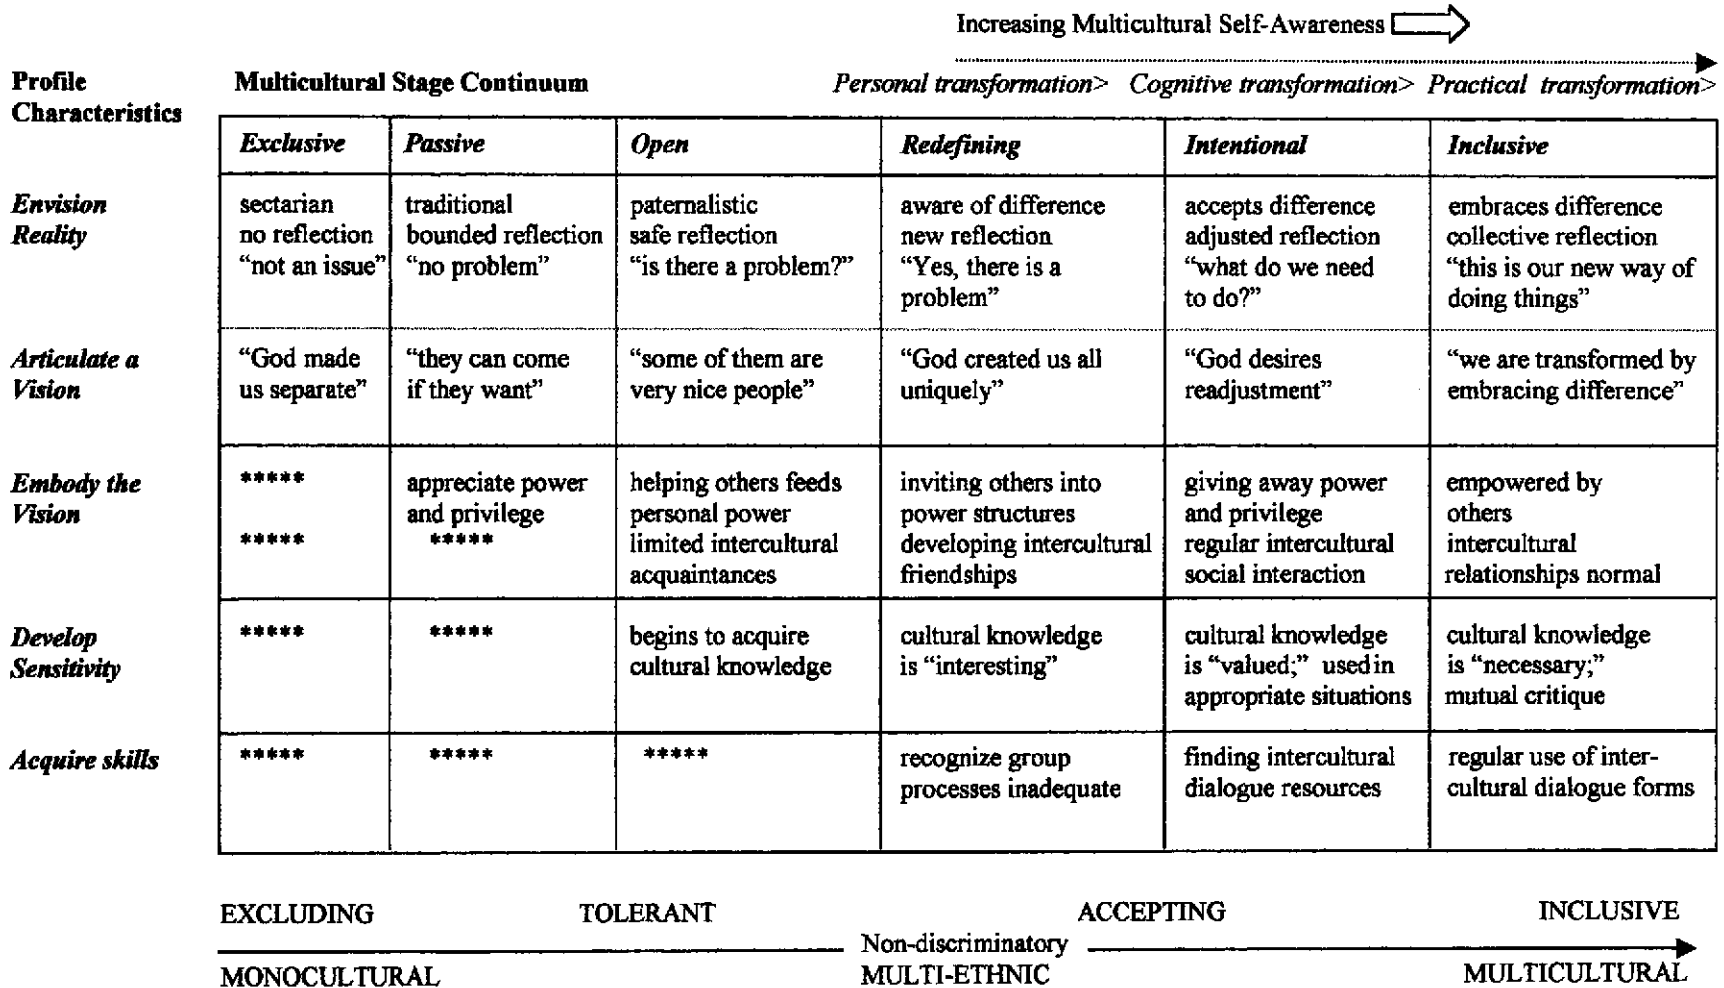 Increasing Multicultural Self-Awareness
Profile
Characteristics
Multicultural Stage Continuum
Personal transformation> Cognitive transformation> Practical transformation>
Exclusive Passive Open Redefining Intentional Inclusive
Envision
Reality
sectarian
no reflection
“not an issue”
traditional
bounded reflection
“no problem”
paternalistic
safe reflection
“is there a problem?”
aware of difference
new reflection
“Yes, there is a
problem”
accepts difference
adjusted reflection
“what do we need
to do?”
embraces difference
collective reflection
“this is our new way of
doing things”
Articulate a
Vision
“God made
us separate”
“they can come
if they want”
“some of them are
very nice people”
“God created us all
uniquely”
“God desires
readjustment”
“we are transformed by
embracing difference”
Embody the
Vision
*****
*****
appreciate power
and privilege
*****
helping others feeds
personal power
limited intercultural
acquaintances
inviting others into
power structures
developing intercultural
friendships
giving away power
and privilege
regular intercultural
social interaction
empowered by
others
intercultural
relationships normal
Develop
Sensitivity
*****
*****
begins to acquire
cultural knowledge
cultural knowledge
is “interesting”
cultural knowledge
is “valued;” used in
appropriate situations
cultural knowledge
is “necessary;”
mutual critique
Acquire skills
*****
*****
*****
recognize group
processes inadequate
finding intercultural
dialogue resources
regular use of inter-
cultural dialogue forms
EXCLUDING TOLERANT ACCEPTING INCLUSIVE
Non-discriminatory
MONOCULTURAL MULTI-ETHNIC MULTICULTURAL